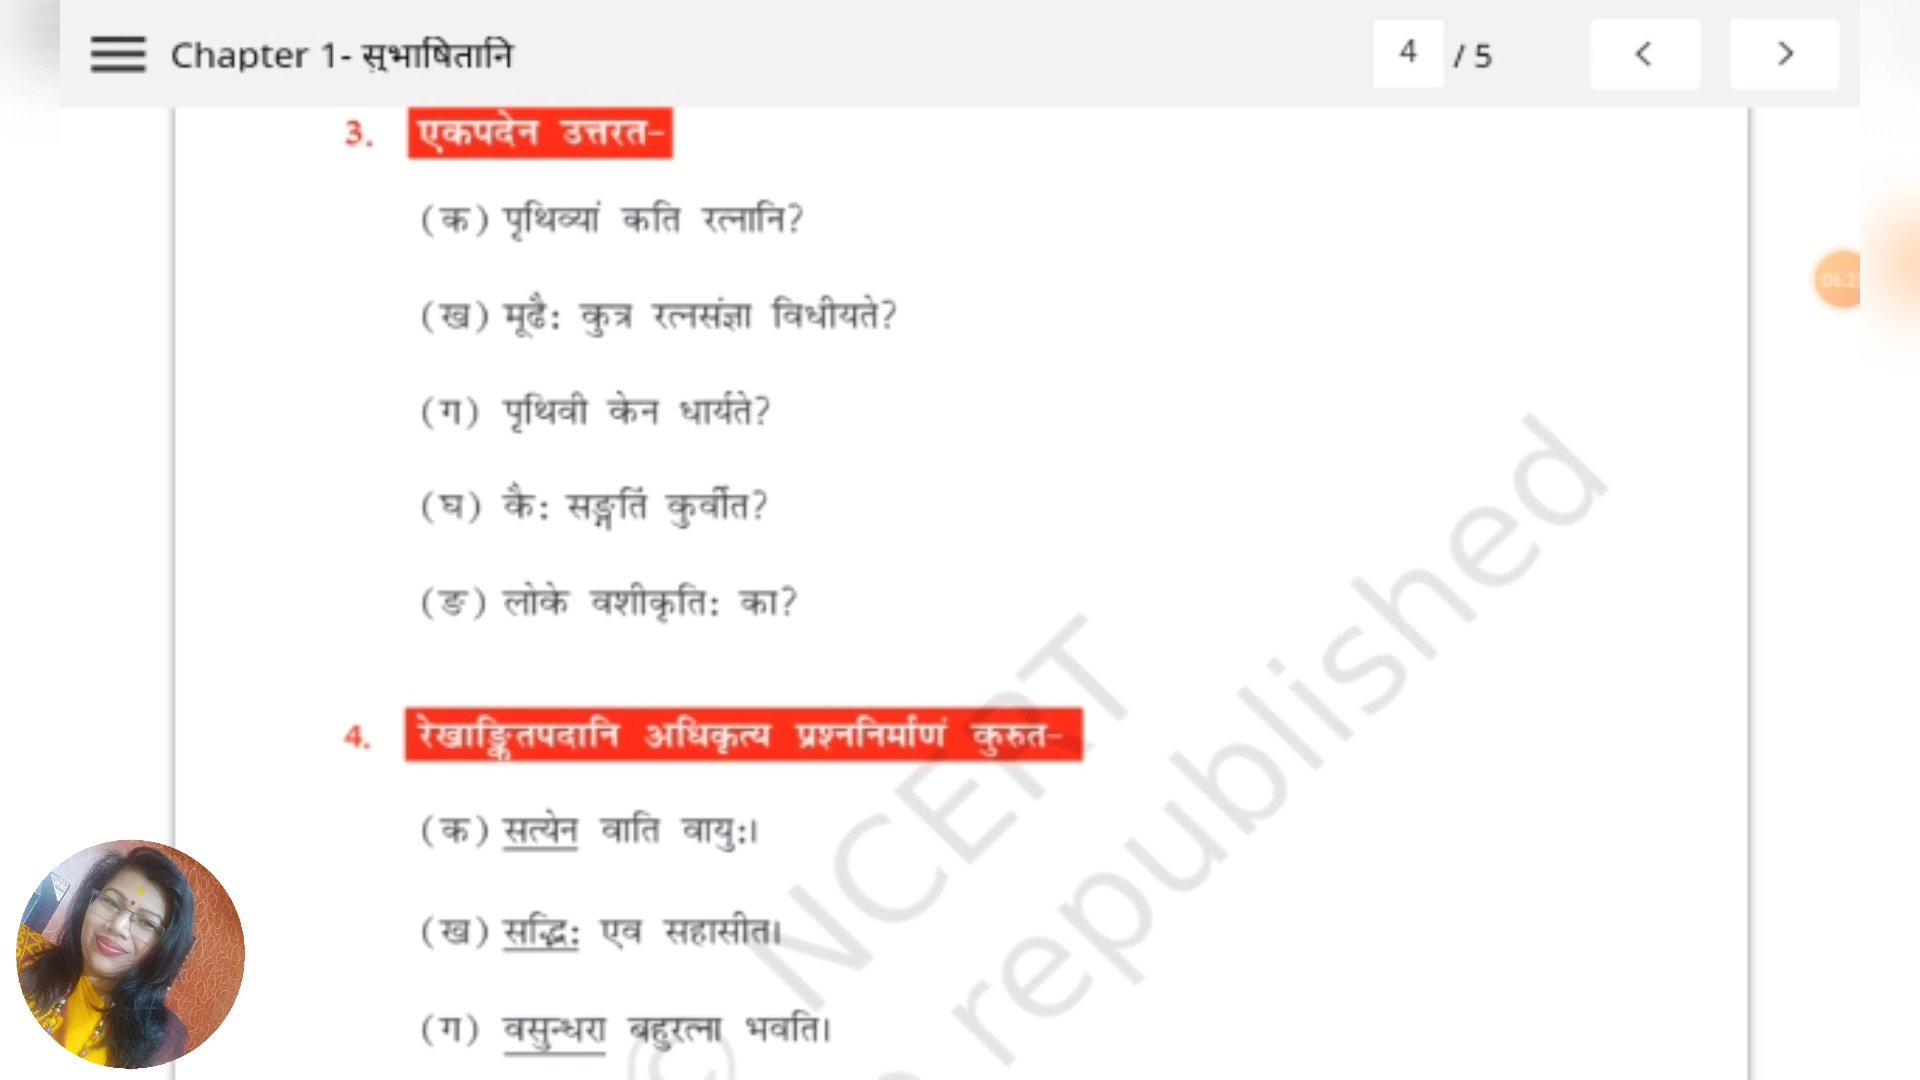 Chapter 1- सुभाषितानि
4 / 5
3. एकपदेन उत्तरत–
(क) पृथिव्यां कति रत्नानि?
(ख) मूढैः कुत्र रत्नसंज्ञा विधीयते?
(ग) पृथिवी केन धार्यते?
(घ) कैः सङ्गतिं कुर्वीत?
(ङ) लोके वशीकृतिः का?
4. रेखाङ्कितपदानि अधिकृत्य प्रश्ननिर्माणं कुरुत–
(क) सत्येन वाति वायुः।
(ख) सद्भिः एव सहासीत।
(ग) वसुन्धरा बहुरत्ना भवति।
© NCERT
republished